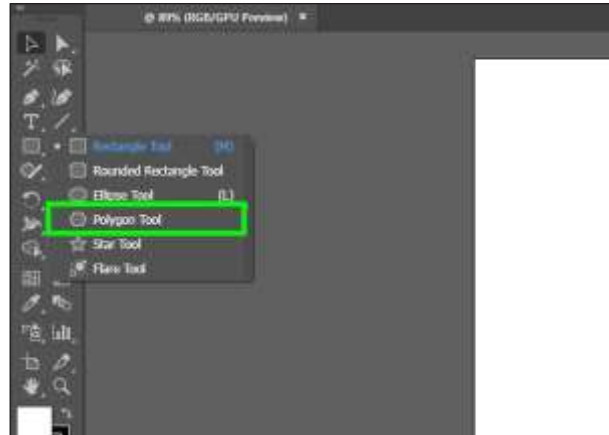 @ 89% (RGB/GPU Preview) ×
Rectangle Tool (M)
Rounded Rectangle Tool
Ellipse Tool (L)
Polygon Tool
Star Tool
Flare Tool